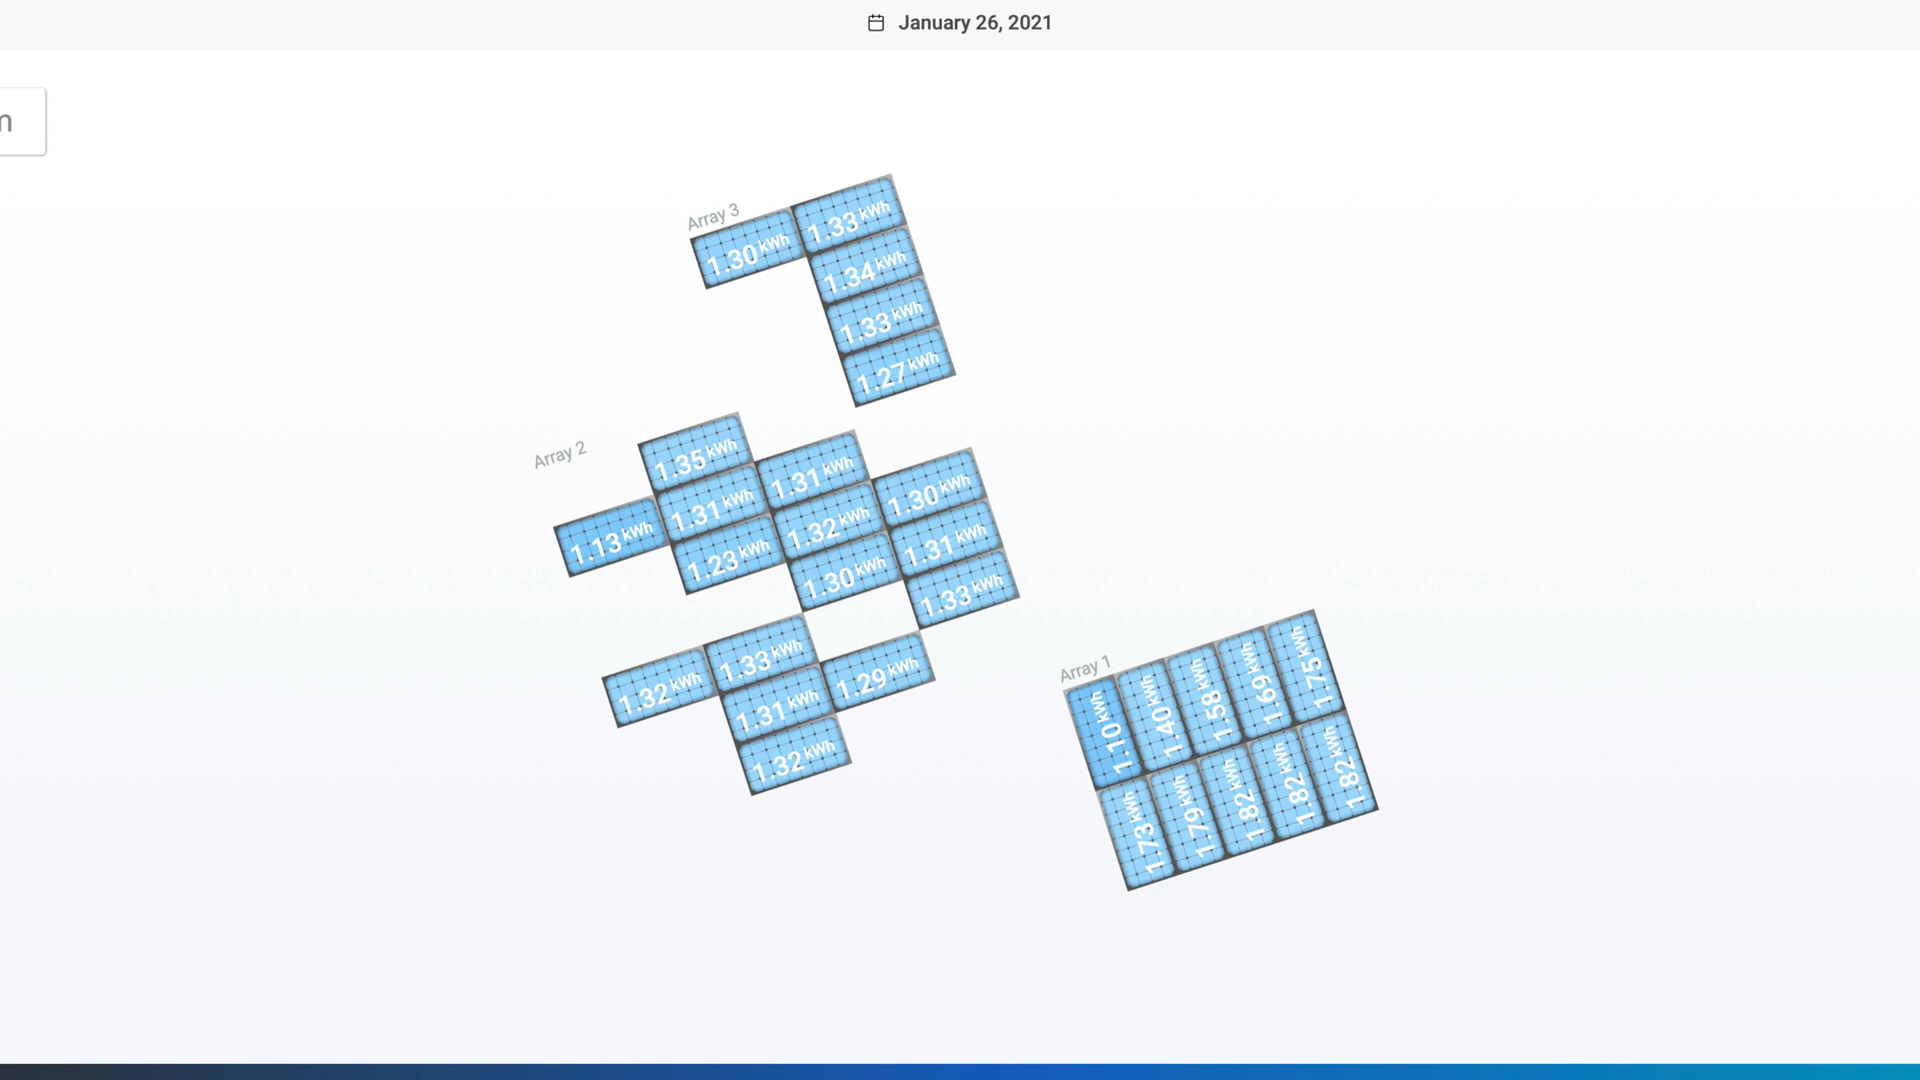 January 26, 2021
n
Array 3
1.30 kWh
1.33 kWh
1.34 kWh
1.33 kWh
1.27 kWh
Array 2
1.35 kWh
1.31 kWh
1.30 kWh
1.13 kWh
1.31 kWh
1.32 kWh
1.31 kWh
1.23 kWh
1.30 kWh
1.33 kWh
1.32 kWh
1.33 kWh
1.29 kWh
1.31 kWh
1.32 kWh
Array 1
1.10 kWh
1.40 kWh
1.58 kWh
1.69 kWh
1.75 kWh
1.73 kWh
1.79 kWh
1.82 kWh
1.82 kWh
1.82 kWh